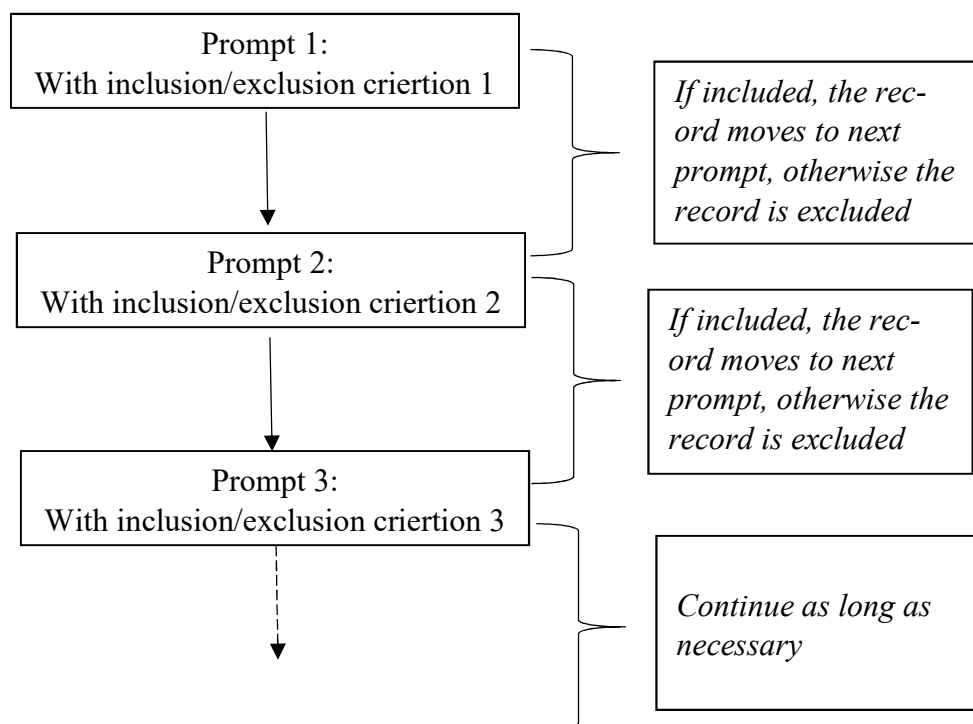 Prompt 1:
With inclusion/exclusion criertion 1
If included, the rec-
ord moves to next
prompt, otherwise the
record is excluded
Prompt 2:
With inclusion/exclusion criertion 2
If included, the rec-
ord moves to next
prompt, otherwise the
record is excluded
Prompt 3:
With inclusion/exclusion criertion 3
Continue as long as
necessary